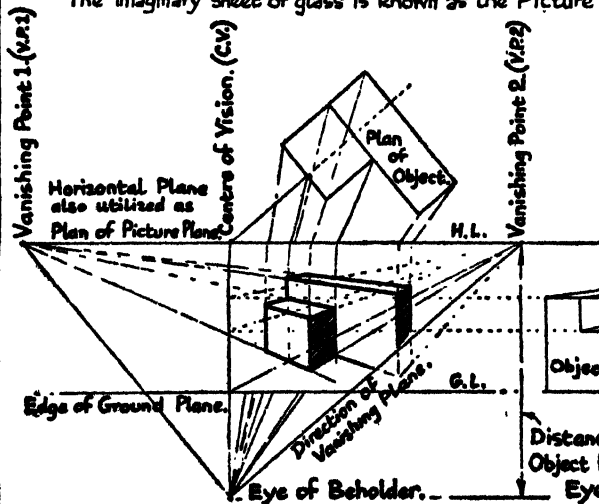 The imaginary sheet of glass is known as the Picture
Vanishing Point 1.(V.P.1)
Centre of Vision. (C.V.)
Vanishing Point 2.(V.P.2)
Plan
of
Object.
Horizontal Plane
also utilized as
Plan of Picture Plane.
H.L.
Edge of Ground Plane.
G.L.
Direction of
Vanishing Plane.
Objec
Distan
Object
Eye
Eye of Beholder.